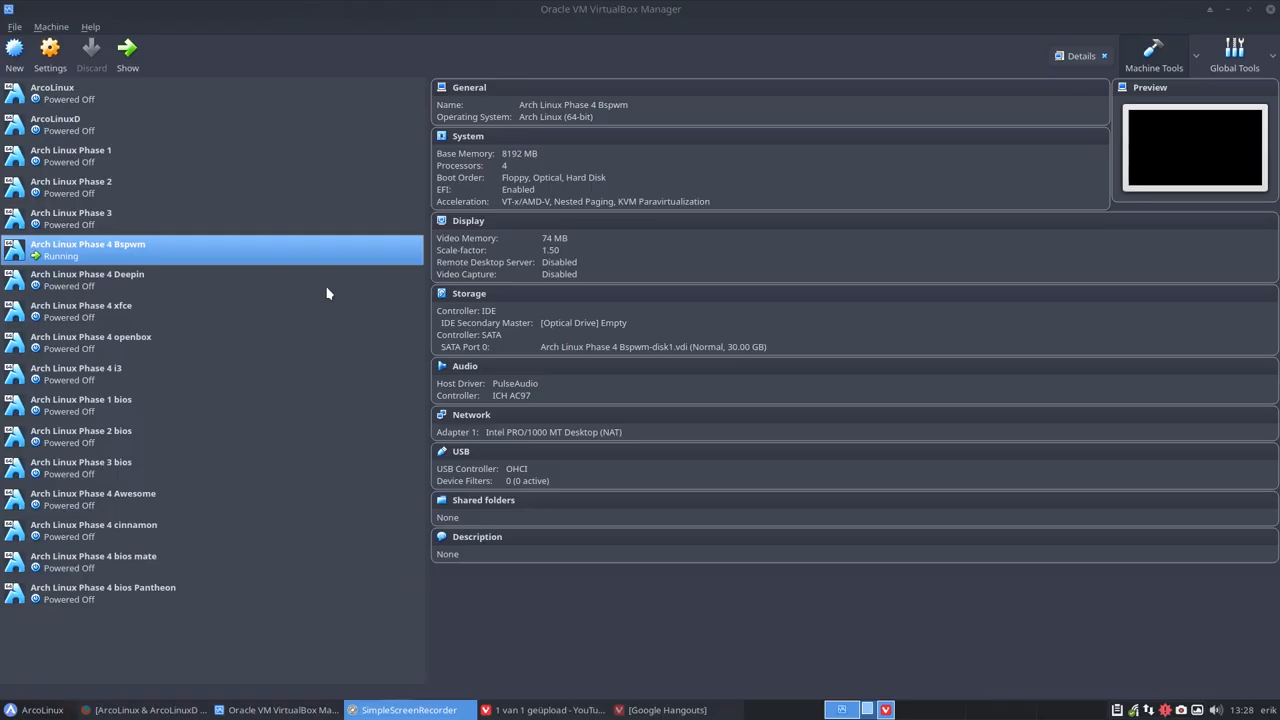 Oracle VM VirtualBox Manager
File Machine Help
New Settings Discard Show
Details
Machine Tools
Global Tools
ArcoLinux
Powered Off
ArcoLinuxD
Powered Off
Arch Linux Phase 1
Powered Off
Arch Linux Phase 2
Powered Off
Arch Linux Phase 3
Powered Off
Arch Linux Phase 4 Bspwm
Running
Arch Linux Phase 4 Deepin
Powered Off
Arch Linux Phase 4 xfce
Powered Off
Arch Linux Phase 4 openbox
Powered Off
Arch Linux Phase 4 i3
Powered Off
Arch Linux Phase 1 bios
Powered Off
Arch Linux Phase 2 bios
Powered Off
Arch Linux Phase 3 bios
Powered Off
Arch Linux Phase 4 Awesome
Powered Off
Arch Linux Phase 4 cinnamon
Powered Off
Arch Linux Phase 4 bios mate
Powered Off
Arch Linux Phase 4 bios Pantheon
Powered Off
General
Name: Arch Linux Phase 4 Bspwm
Operating System: Arch Linux (64-bit)
System
Base Memory: 8192 MB
Processors: 4
Boot Order: Floppy, Optical, Hard Disk
EFI: Enabled
Acceleration: VT-x/AMD-V, Nested Paging, KVM Paravirtualization
Display
Video Memory: 74 MB
Scale-factor: 1.50
Remote Desktop Server: Disabled
Video Capture: Disabled
Storage
Controller: IDE
IDE Secondary Master: [Optical Drive] Empty
Controller: SATA
SATA Port 0: Arch Linux Phase 4 Bspwm-disk1.vdi (Normal, 30.00 GB)
Audio
Host Driver: PulseAudio
Controller: ICH AC97
Network
Adapter 1: Intel PRO/1000 MT Desktop (NAT)
USB
USB Controller: OHCI
Device Filters: 0 (0 active)
Shared folders
None
Description
None
Preview
ArcoLinux [ArcoLinux & ArcoLinuxD ... Oracle VM VirtualBox Ma... SimpleScreenRecorder 1 van 1 geüpload - YouTu... [Google Hangouts] 13:28 erik